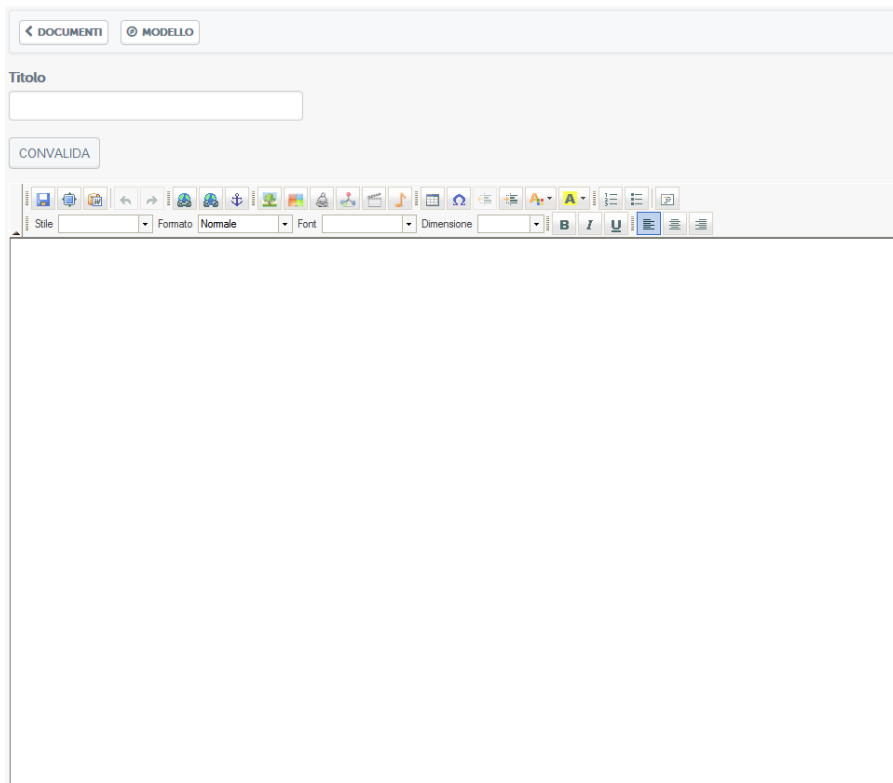 DOCUMENTI MODELLO
Titolo
CONVALIDA
Stile Formato Normale Font Dimensione B I U